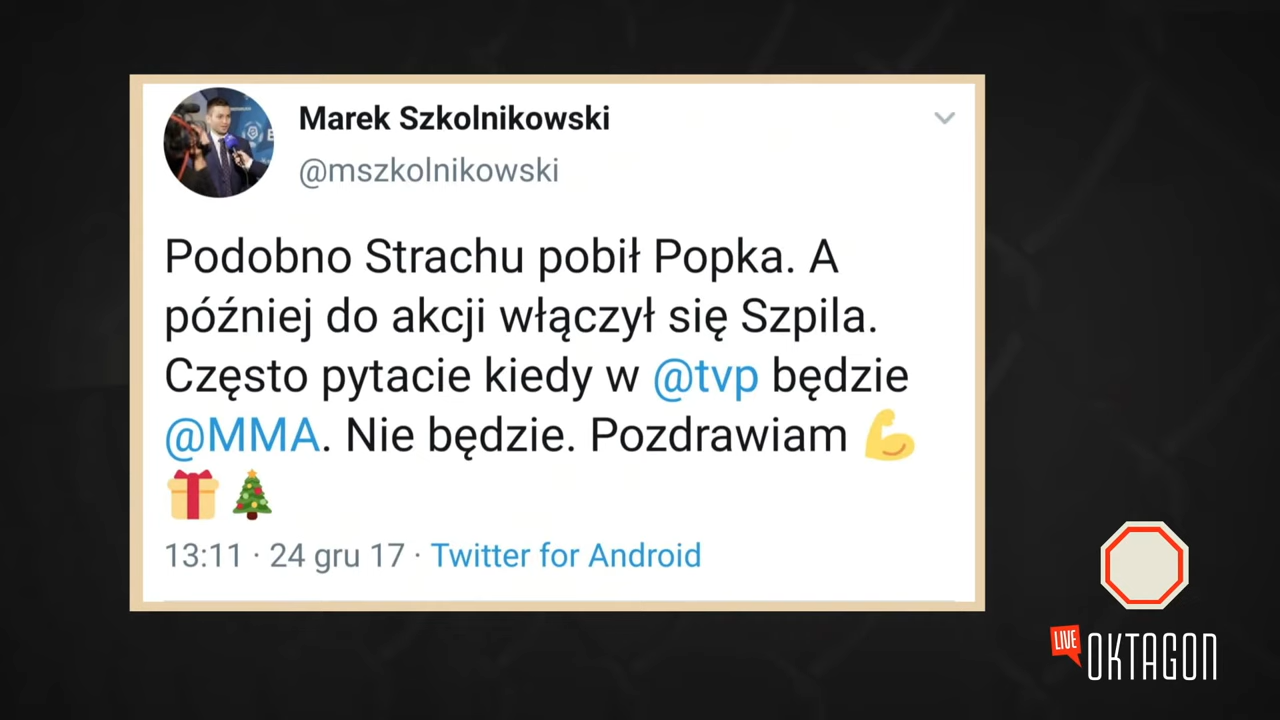 Marek Szkolnikowski
@mszkolnikowski
Podobno Strachu pobił Popka. A
później do akcji włączył się Szpila.
Często pytacie kiedy w @tvp będzie
@MMA. Nie będzie. Pozdrawiam 💪
🎁🎄
13:11 · 24 gru 17 · Twitter for Android
LIVE
OKTAGON